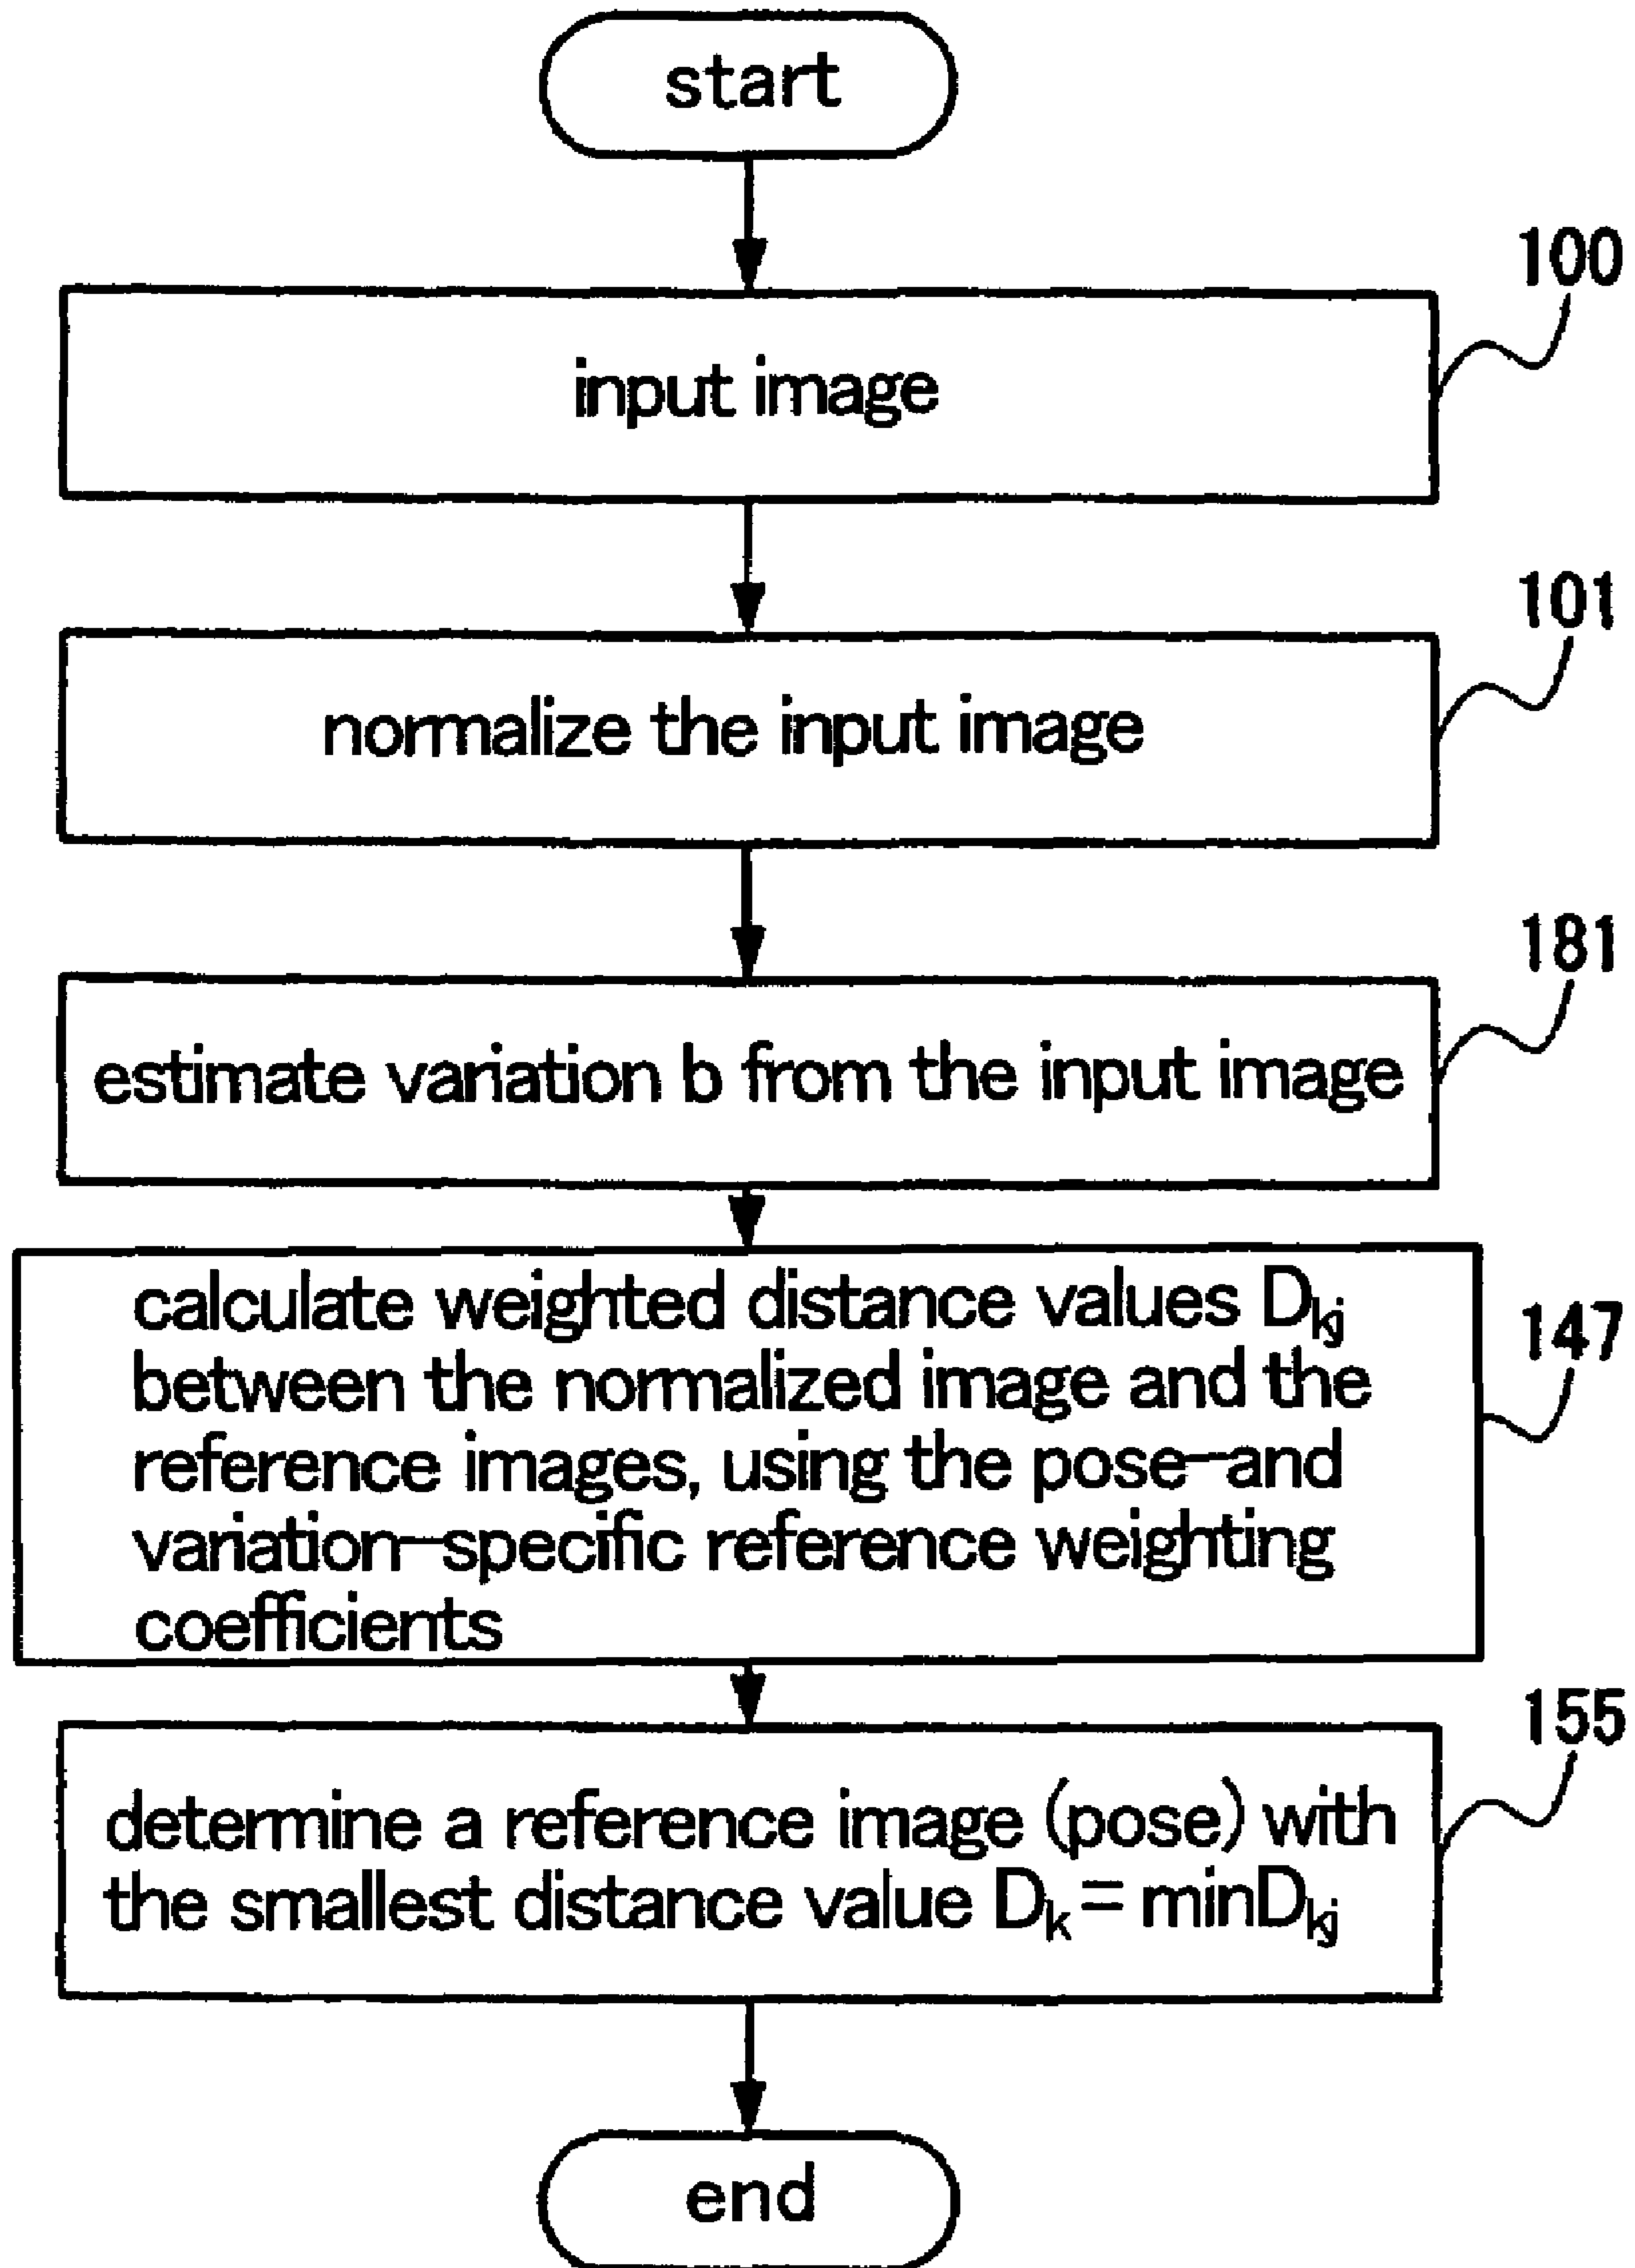 start
100
input image
101
normalize the input image
181
estimate variation b from the input image
147
calculate weighted distance values Dkj
between the normalized image and the
reference images, using the pose-and
variation-specific reference weighting
coefficients
155
determine a reference image (pose) with
the smallest distance value Dk = minDkj
end